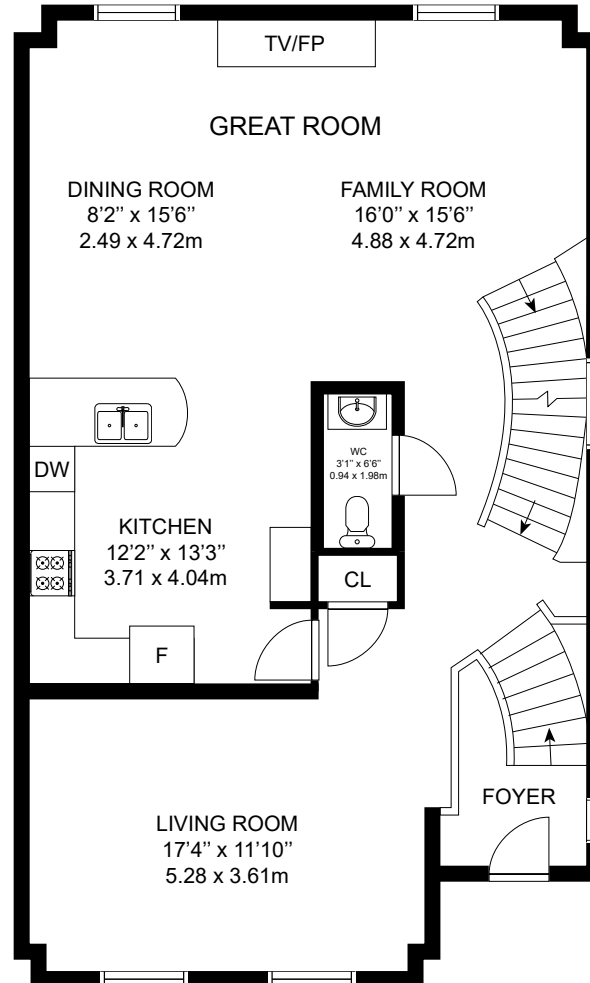 TV/FP
GREAT ROOM
DINING ROOM
8'2'' x 15'6''
2.49 x 4.72m
FAMILY ROOM
16'0'' x 15'6''
4.88 x 4.72m
WC
3'1'' x 6'6''
0.94 x 1.98m
DW
KITCHEN
12'2'' x 13'3''
3.71 x 4.04m
CL
F
FOYER
LIVING ROOM
17'4'' x 11'10''
5.28 x 3.61m